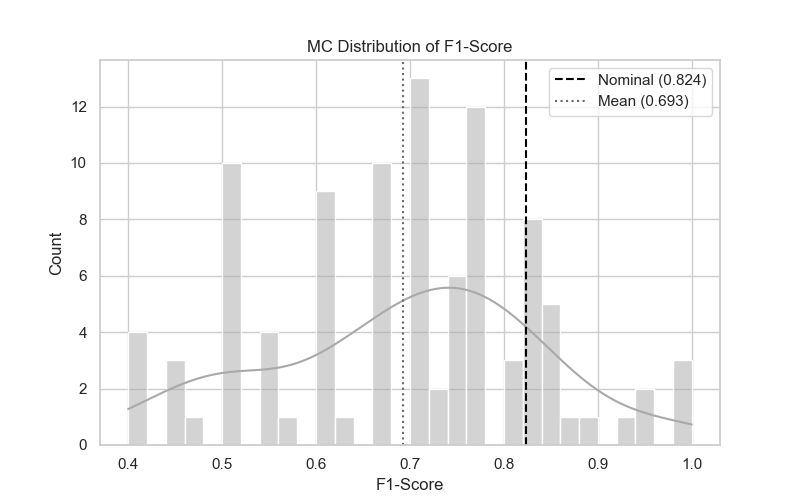 MC Distribution of F1-Score
Nominal (0.824)
Mean (0.693)
Count
12
10
8
6
4
2
0
0.4 0.5 0.6 0.7 0.8 0.9 1.0
F1-Score